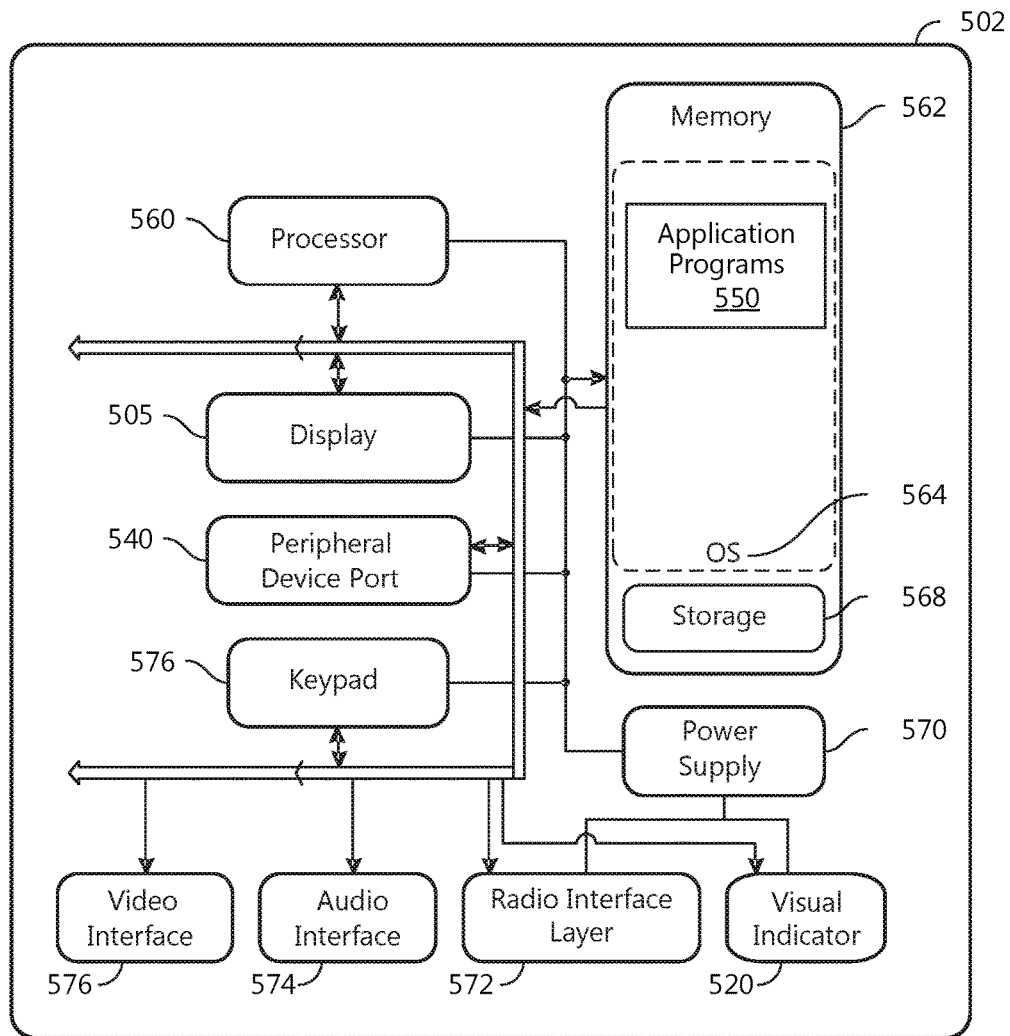 502
Memory
562
560
Processor
Application
Programs
550
505
Display
564
540
Peripheral
Device Port
OS
Storage
568
576
Keypad
Power
Supply
570
Video
Interface
Audio
Interface
Radio Interface
Layer
Visual
Indicator
576
574
572
520